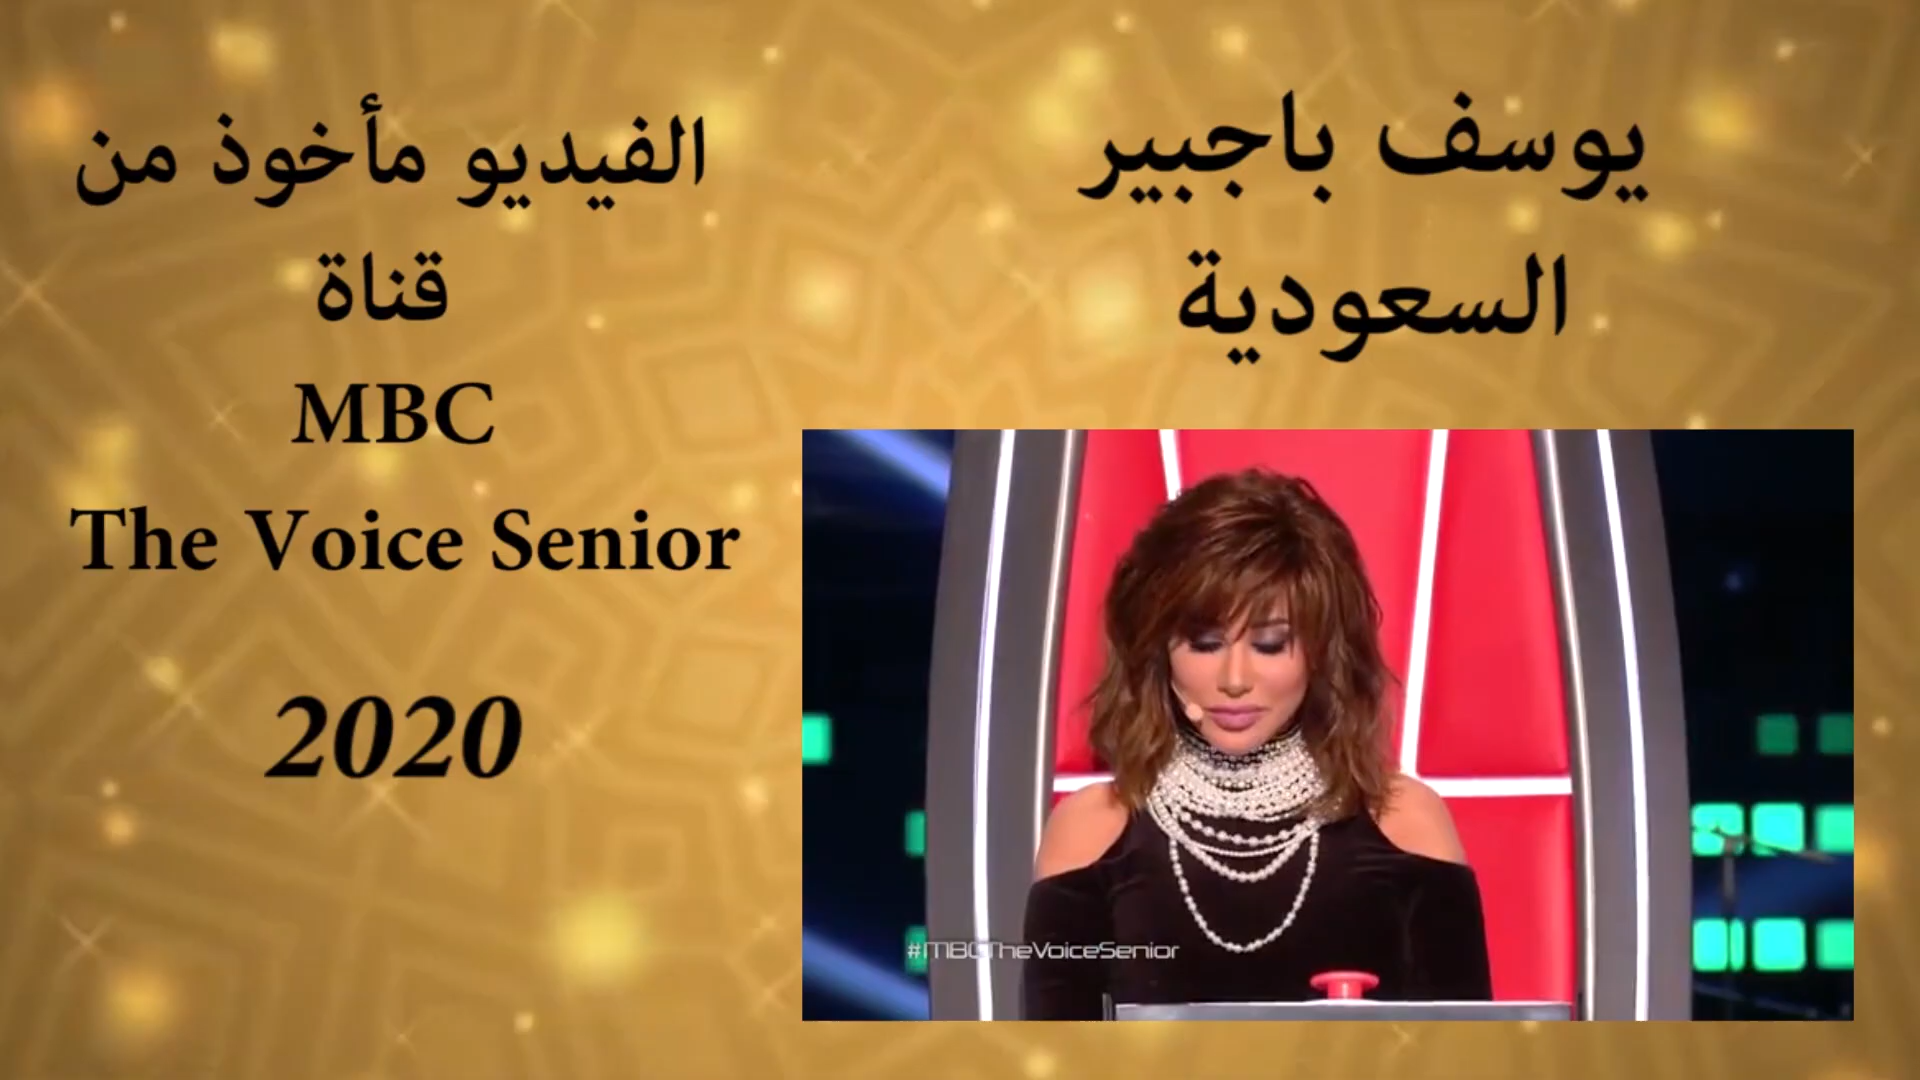 يوسف باجبير
السعودية
الفيديو مأخوذ من
قناة
MBC
The Voice Senior
2020
#MBCTheVoiceSenior